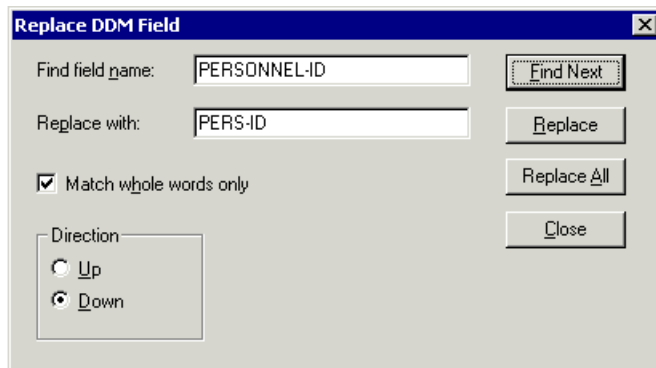 Replace DDM Field
Find field name: PERSONNEL-ID Find Next
Replace with: PERS-ID Replace
Match whole words only Replace All
Close
Direction
Up
Down